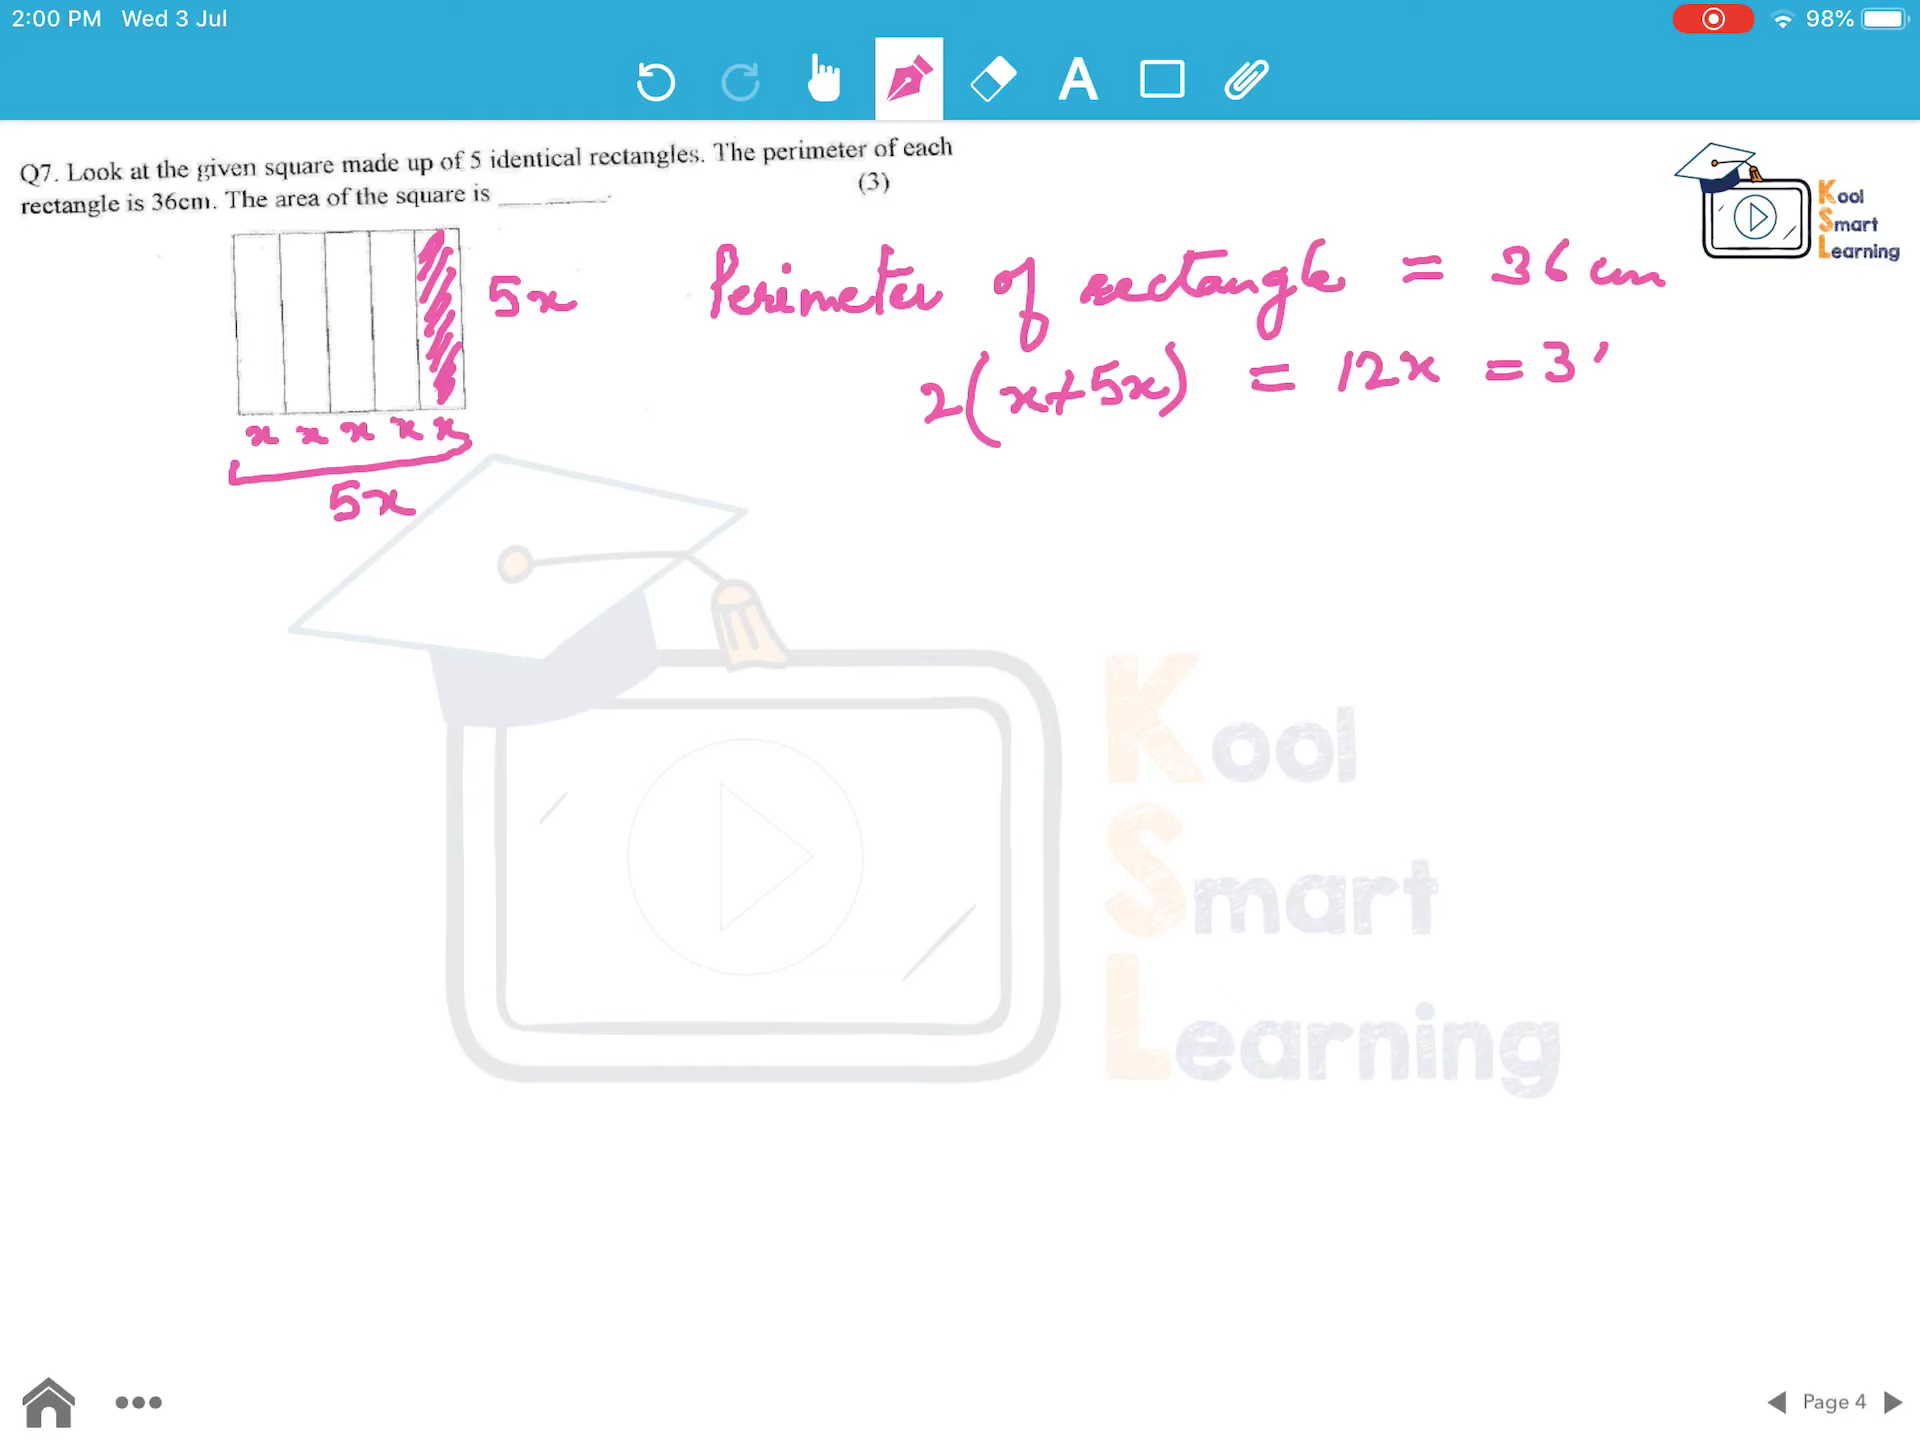 2:00 PM Wed 3 Jul
98%
A
Q7. Look at the given square made up of 5 identical rectangles. The perimeter of each
rectangle is 36cm. The area of the square is ________.
(3)
Kool
Smart
Learning
5x
Perimeter of rectangle = 36 cm
2(x+5x) = 12x = 3
x x x x x
5x
Kool
Smart
Learning
Page 4